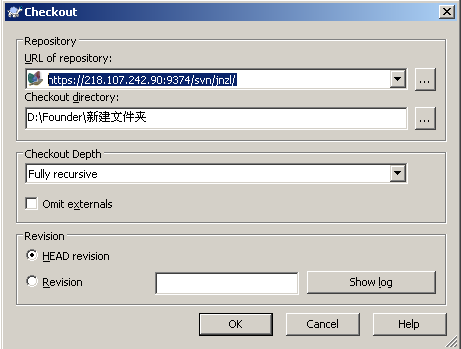 Checkout
Repository
URL of repository:
https://218.107.242.90:9374/svn/jnzl/
...
Checkout directory:
D:\Founder\新建文件夹
...
Checkout Depth
Fully recursive
Omit externals
Revision
HEAD revision
Revision
Show log
OK
Cancel
Help